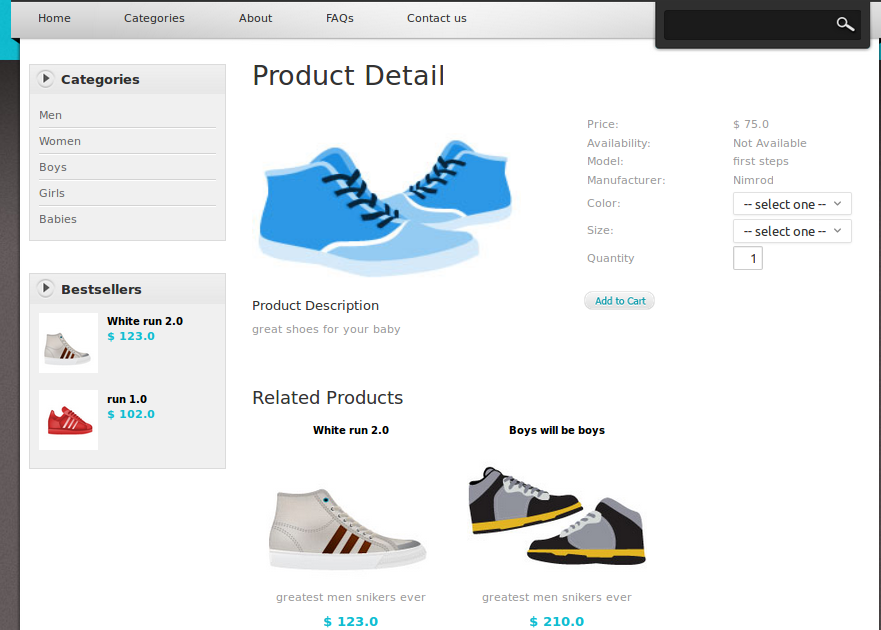 Home Categories About FAQs Contact us
Categories
Men
Women
Boys
Girls
Babies
Bestsellers
White run 2.0
$ 123.0
run 1.0
$ 102.0
Product Detail
Price: $ 75.0
Availability: Not Available
Model: first steps
Manufacturer: Nimrod
Color: -- select one --
Size: -- select one --
Quantity 1
Add to Cart
Product Description
great shoes for your baby
Related Products
White run 2.0 Boys will be boys
greatest men snikers ever greatest men snikers ever
$ 123.0 $ 210.0